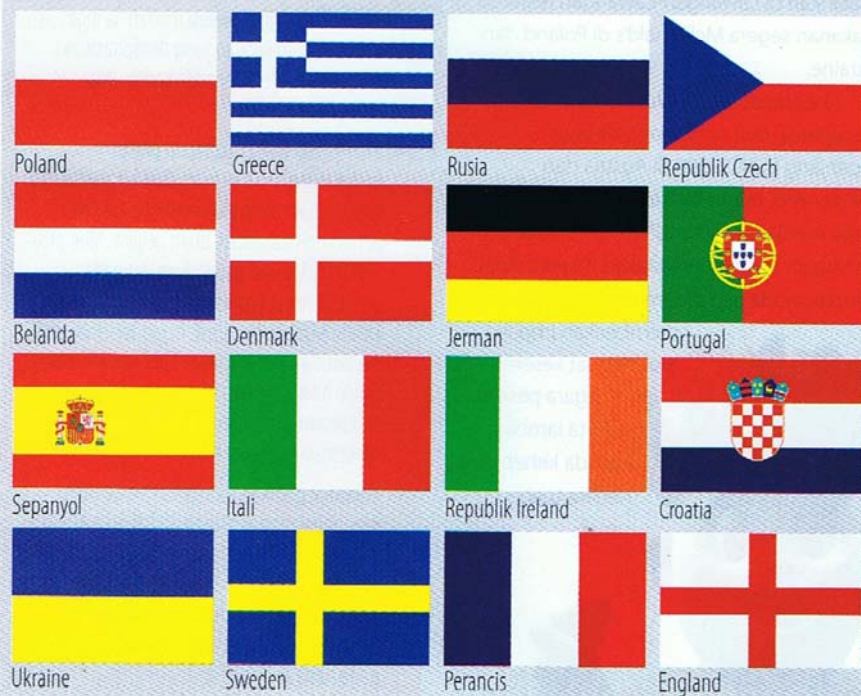 Poland
Greece
Rusia
Republik Czech
Belanda
Denmark
Jerman
Portugal
Sepanyol
Itali
Republik Ireland
Croatia
Ukraine
Sweden
Perancis
England